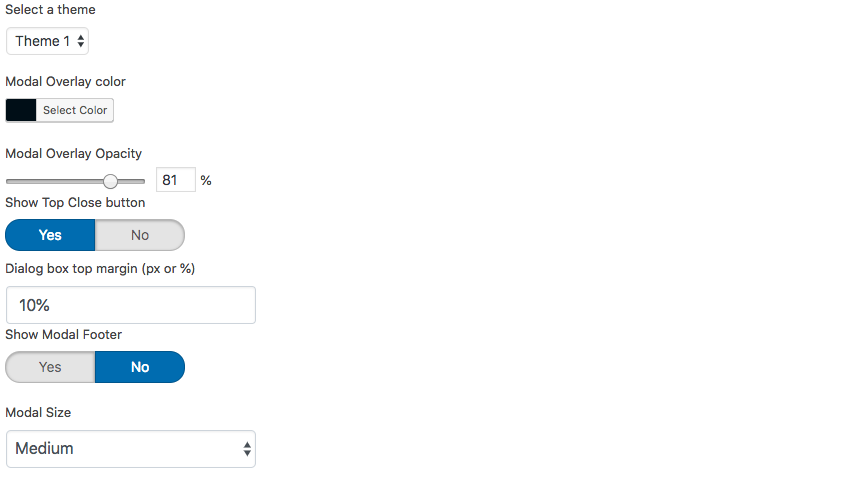 Select a theme
Theme 1
Modal Overlay color
Select Color
Modal Overlay Opacity
81 %
Show Top Close button
Yes No
Dialog box top margin (px or %)
10%
Show Modal Footer
Yes No
Modal Size
Medium